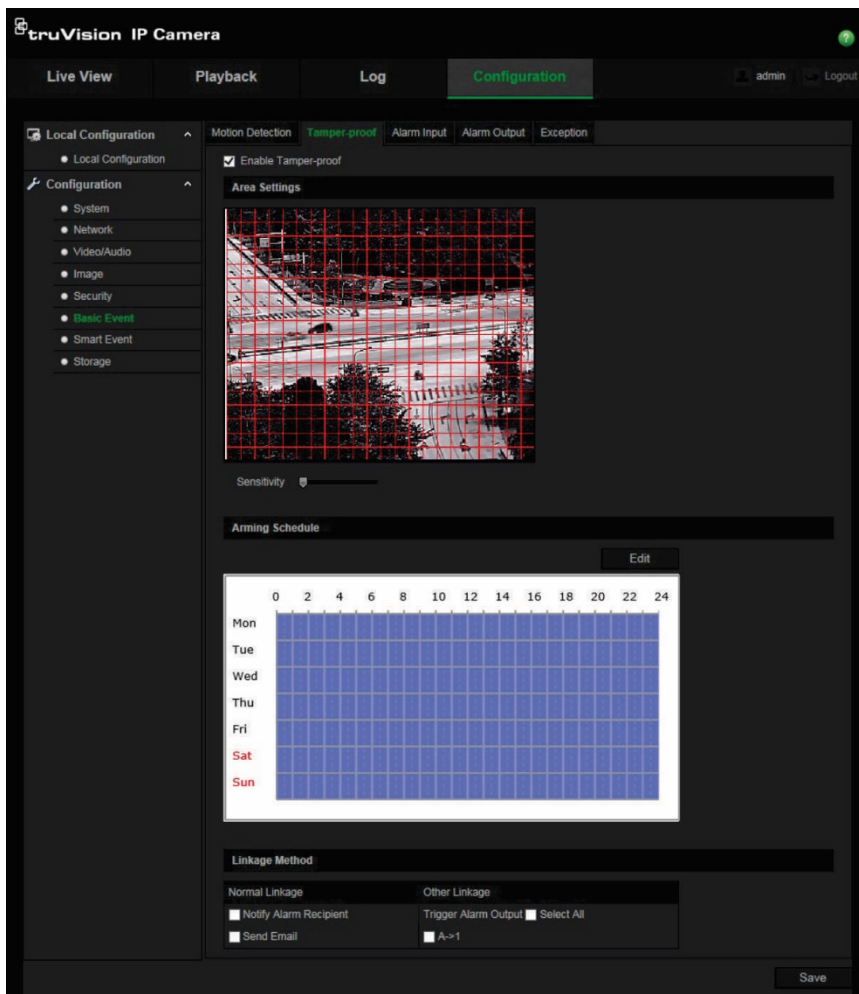 truVision IP Camera
?
Live View Playback Log Configuration admin Logout
Local Configuration
Local Configuration
Configuration
System
Network
Video/Audio
Image
Security
Basic Event
Smart Event
Storage
Motion Detection Tamper-proof Alarm Input Alarm Output Exception
Enable Tamper-proof
Area Settings
Sensitivity
Arming Schedule
Edit
0 2 4 6 8 10 12 14 16 18 20 22 24
Mon
Tue
Wed
Thu
Fri
Sat
Sun
Linkage Method
Normal Linkage Other Linkage
Notify Alarm Recipient Trigger Alarm Output Select All
Send Email A->1
Save